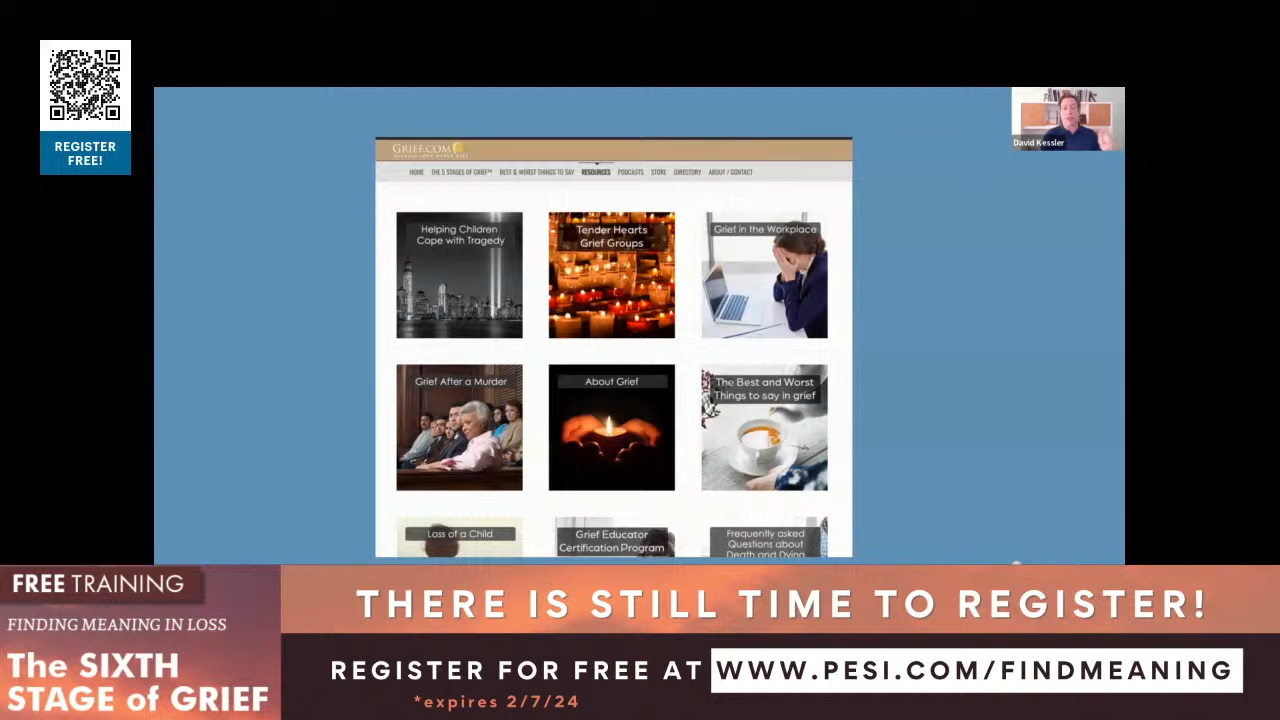 REGISTER
FREE!
David Kessler
GRIEF.COM
BECAUSE LOVE NEVER DIES
HOME THE 5 STAGES OF GRIEF™ BEST & WORST THINGS TO SAY RESOURCES PODCASTS STORE DIRECTORY ABOUT / CONTACT
Helping Children
Cope with Tragedy
Tender Hearts
Grief Groups
Grief in the Workplace
Grief After a Murder
About Grief
The Best and Worst
Things to say in grief
Loss of a Child
Grief Educator
Certification Program
Frequently asked
Questions about
Death and Dying
FREE TRAINING
FINDING MEANING IN LOSS
The SIXTH
STAGE of GRIEF
THERE IS STILL TIME TO REGISTER!
REGISTER FOR FREE AT WWW.PESI.COM/FINDMEANING
*expires 2/7/24